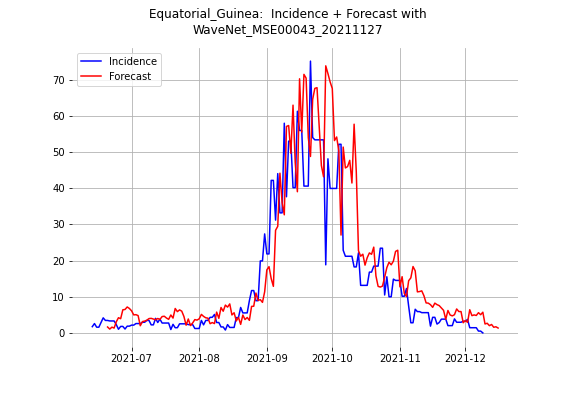 Equatorial_Guinea:  Incidence + Forecast with
WaveNet_MSE00043_20211127
Incidence
Forecast
70
60
50
40
30
20
10
0
2021-07 2021-08 2021-09 2021-10 2021-11 2021-12